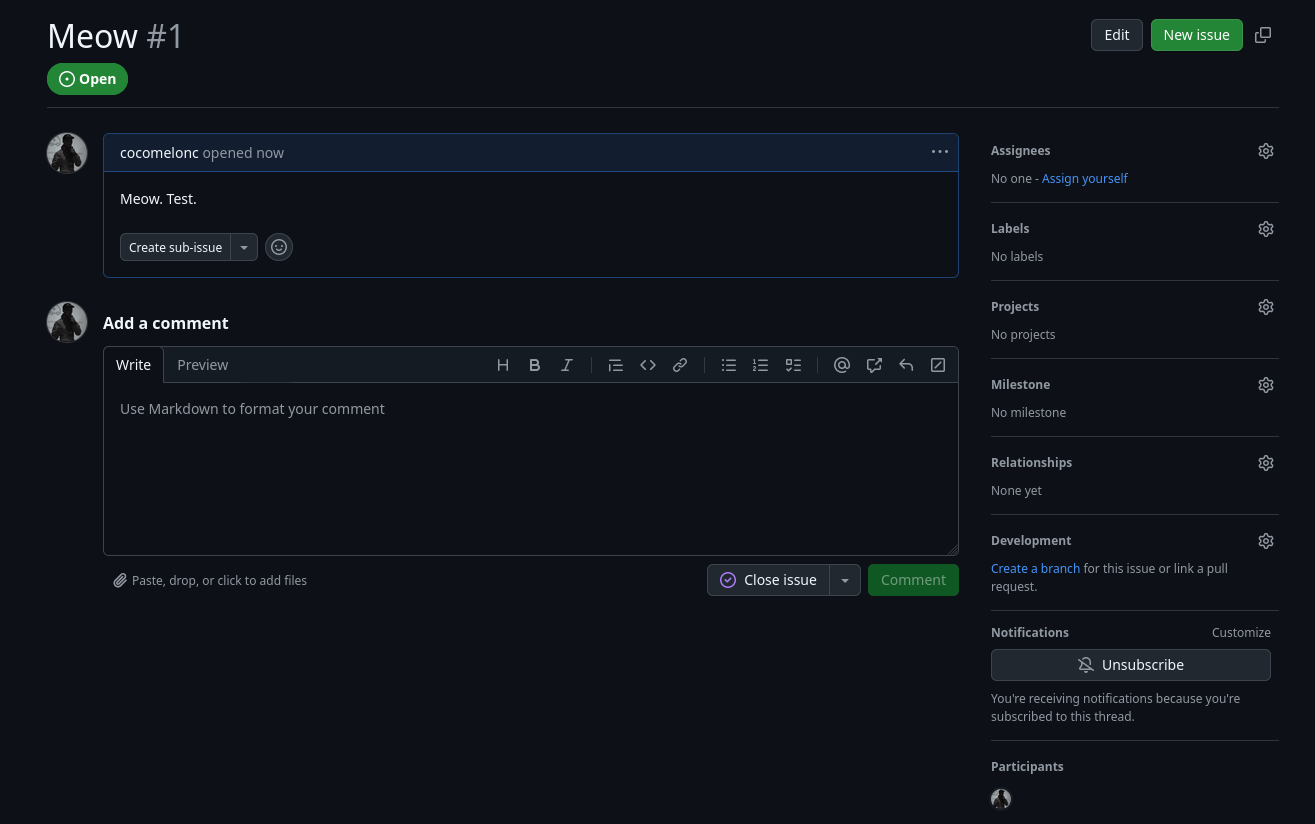 Meow #1
Edit
New issue
Open
cocomelonc opened now
Meow. Test.
Create sub-issue
Add a comment
Write
Preview
Use Markdown to format your comment
Paste, drop, or click to add files
Close issue
Comment
Assignees
No one - Assign yourself
Labels
No labels
Projects
No projects
Milestone
No milestone
Relationships
None yet
Development
Create a branch for this issue or link a pull
request.
Notifications
Customize
Unsubscribe
You're receiving notifications because you're
subscribed to this thread.
Participants